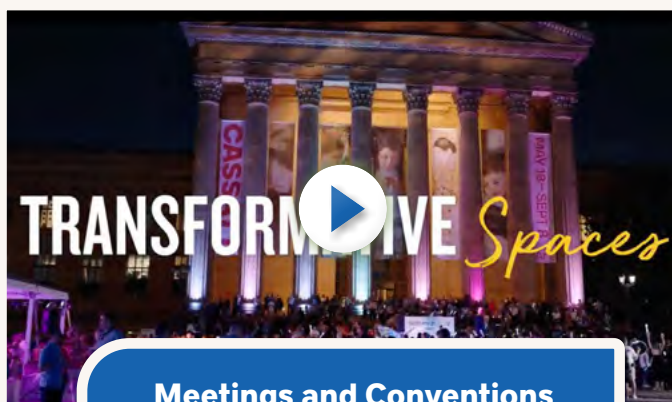 CASS
MAY 18–SEPT
TRANSFORMATIVE Spaces
Meetings and Conventions